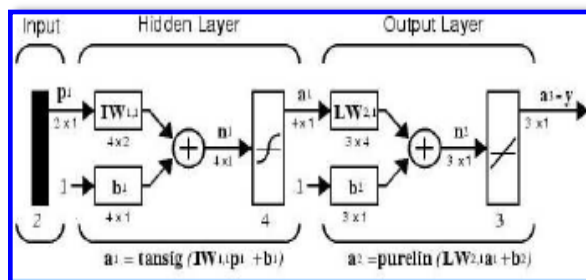 Input Hidden Layer Output Layer
p1 a1 a3 = y
IW1,1 LW2,1
2 x 1 n1 4 x 1 n2 3 x 1
4 x 2 4 x 1 3 x 4 3 x 1
1 b1 1 b1
2 4 x 1 4 3 x 1 3
a1 = tansig (IW1,1p1 +b1) a2 =purelin (LW2,1a1+b2)